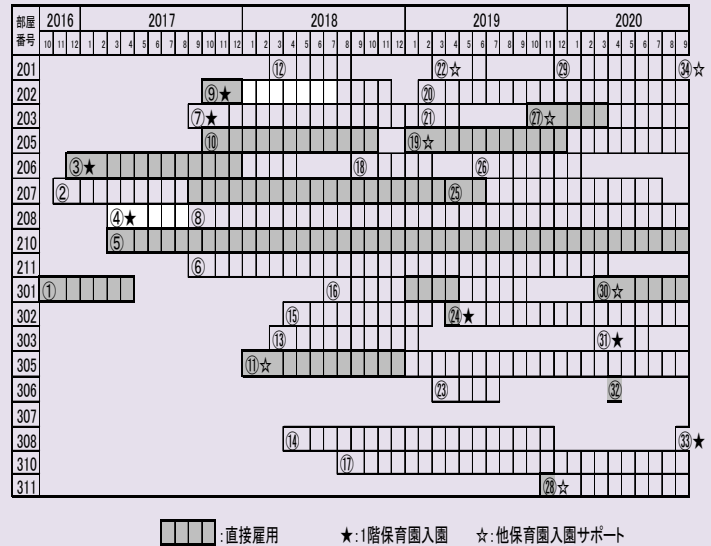 部屋番号 2016 2017 2018 2019 2020
10 11 12 1 2 3 4 5 6 7 8 9 10 11 12 1 2 3 4 5 6 7 8 9 10 11 12 1 2 3 4 5 6 7 8 9 10 11 12 1 2 3 4 5 6 7 8 9
201 ⑫ ㉒☆ ㉙ ㉞☆
202 ⑨★ ⑳
203 ⑦★ ㉑ ㉗☆
205 ⑩ ⑲☆
206 ③★ ⑱ ㉖
207 ② ㉕
208 ④★ ⑧
210 ⑤
211 ⑥
301 ① ⑯ ㉚☆
302 ⑮ ㉔★
303 ⑬ ㉛★
305 ⑪☆
306 ㉓ ㉜
307
308 ⑭ ㉝★
310 ⑰
311 ㉘☆
:直接雇用 ★:1階保育園入園 ☆:他保育園入園サポート